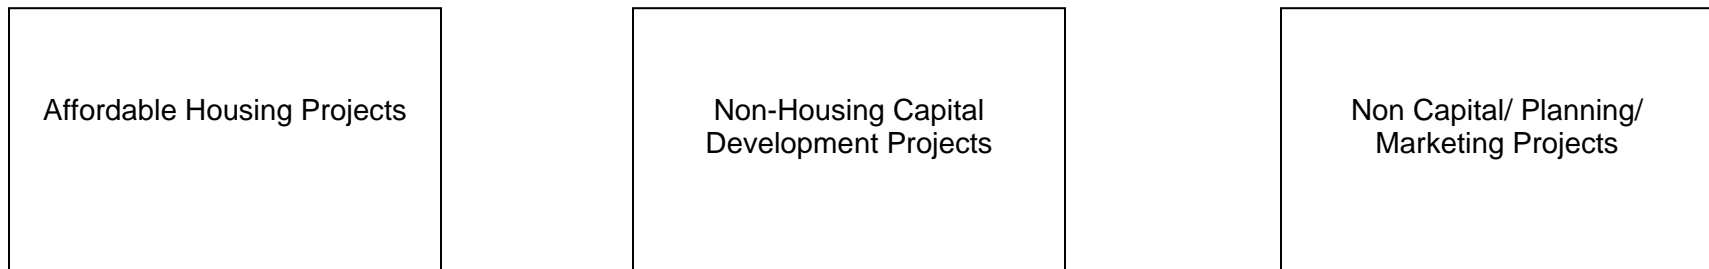 Affordable Housing Projects
Non-Housing Capital
Development Projects
Non Capital/ Planning/
Marketing Projects